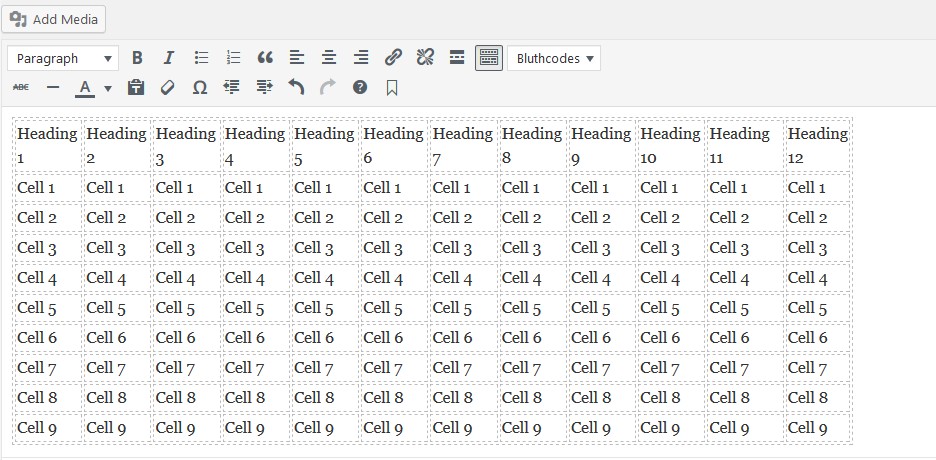 Add Media
Paragraph B I Bluthcodes
ABC A
Heading 1 Heading 2 Heading 3 Heading 4 Heading 5 Heading 6 Heading 7 Heading 8 Heading 9 Heading 10 Heading 11 Heading 12
Cell 1 Cell 1 Cell 1 Cell 1 Cell 1 Cell 1 Cell 1 Cell 1 Cell 1 Cell 1 Cell 1 Cell 1
Cell 2 Cell 2 Cell 2 Cell 2 Cell 2 Cell 2 Cell 2 Cell 2 Cell 2 Cell 2 Cell 2 Cell 2
Cell 3 Cell 3 Cell 3 Cell 3 Cell 3 Cell 3 Cell 3 Cell 3 Cell 3 Cell 3 Cell 3 Cell 3
Cell 4 Cell 4 Cell 4 Cell 4 Cell 4 Cell 4 Cell 4 Cell 4 Cell 4 Cell 4 Cell 4 Cell 4
Cell 5 Cell 5 Cell 5 Cell 5 Cell 5 Cell 5 Cell 5 Cell 5 Cell 5 Cell 5 Cell 5 Cell 5
Cell 6 Cell 6 Cell 6 Cell 6 Cell 6 Cell 6 Cell 6 Cell 6 Cell 6 Cell 6 Cell 6 Cell 6
Cell 7 Cell 7 Cell 7 Cell 7 Cell 7 Cell 7 Cell 7 Cell 7 Cell 7 Cell 7 Cell 7 Cell 7
Cell 8 Cell 8 Cell 8 Cell 8 Cell 8 Cell 8 Cell 8 Cell 8 Cell 8 Cell 8 Cell 8 Cell 8
Cell 9 Cell 9 Cell 9 Cell 9 Cell 9 Cell 9 Cell 9 Cell 9 Cell 9 Cell 9 Cell 9 Cell 9